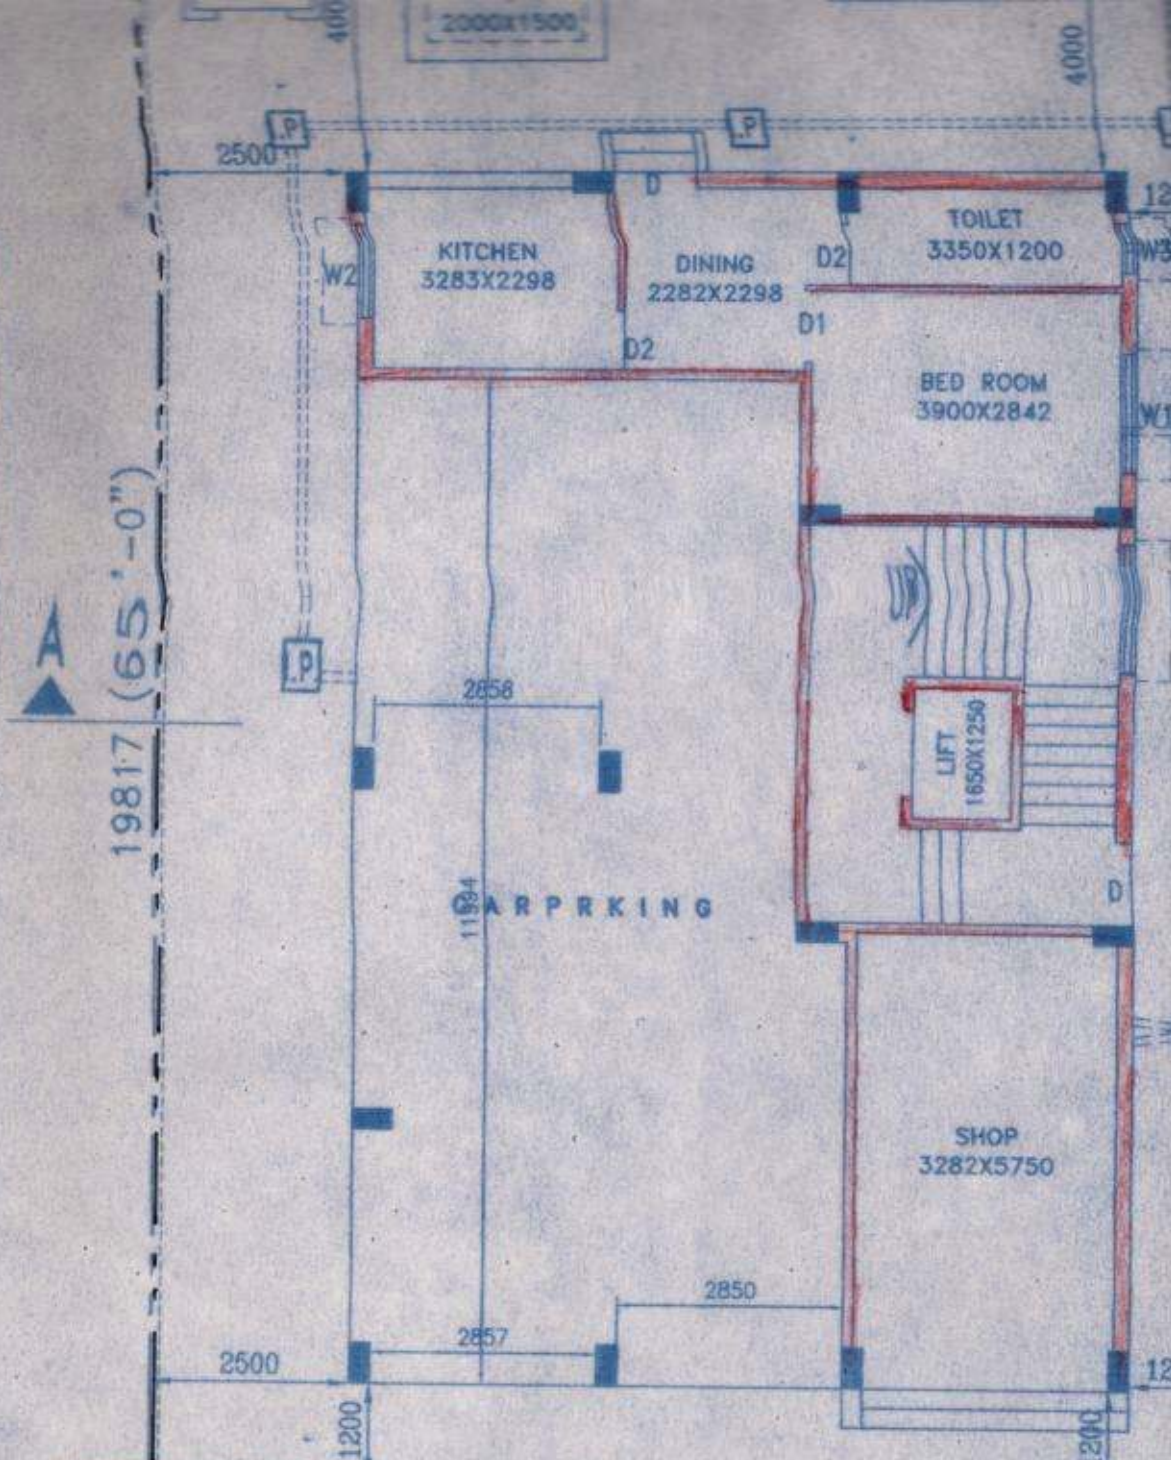 400
2000X1500
4000
.P
.P
2500
D
12
TOILET
3350X1200
KITCHEN
3283X2298
W2
DINING
2282X2298
D2
W3
D1
D2
BED ROOM
3900X2842
W1
19817 (65'-0")
A
UP
.P
2858
LIFT
1650X1250
D
11994
CARPRKING
SHOP
3282X5750
2850
2857
2500
12
1200
200